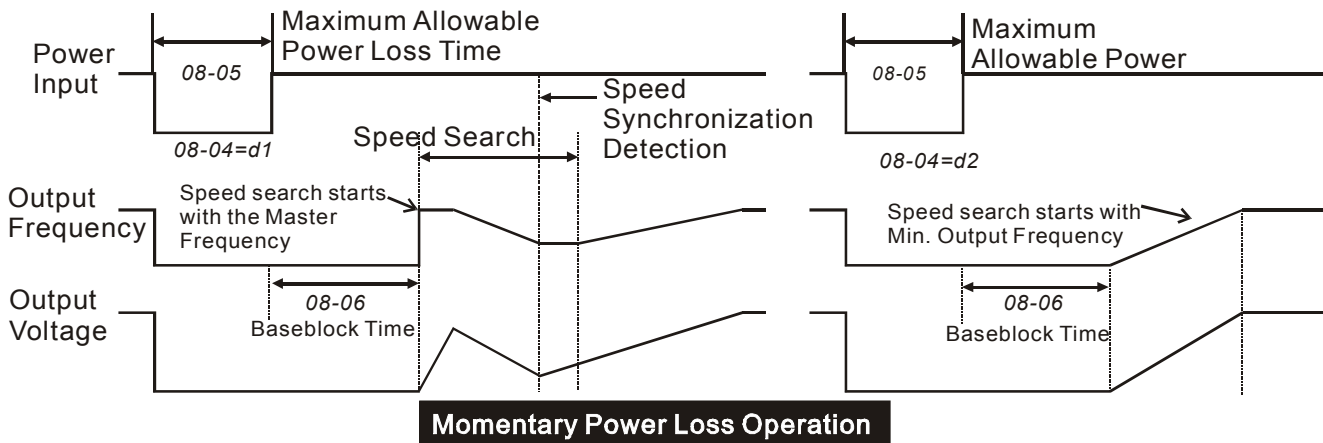 Maximum Allowable
Power Loss Time
Power
Input
08-05
08-04=d1
Speed
Synchronization
Detection
Speed Search
Maximum
Allowable Power
08-05
08-04=d2
Output
Frequency
Speed search starts
with the Master
Frequency
Speed search starts with
Min. Output Frequency
Output
Voltage
08-06
Baseblock Time
08-06
Baseblock Time
Momentary Power Loss Operation